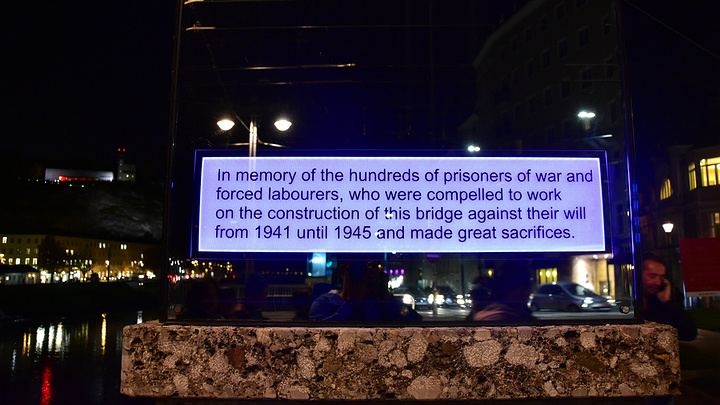 In memory of the hundreds of prisoners of war and
forced labourers, who were compelled to work
on the construction of this bridge against their will
from 1941 until 1945 and made great sacrifices.